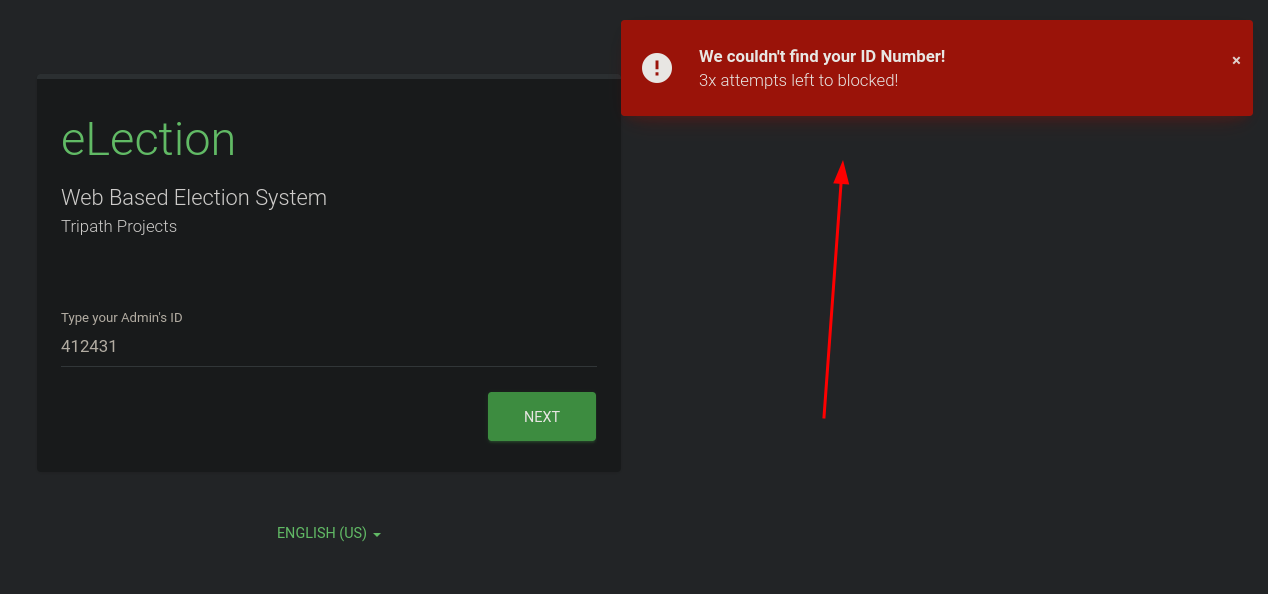 We couldn't find your ID Number!
3x attempts left to blocked!
×
eLection
Web Based Election System
Tripath Projects
Type your Admin's ID
412431
NEXT
ENGLISH (US)